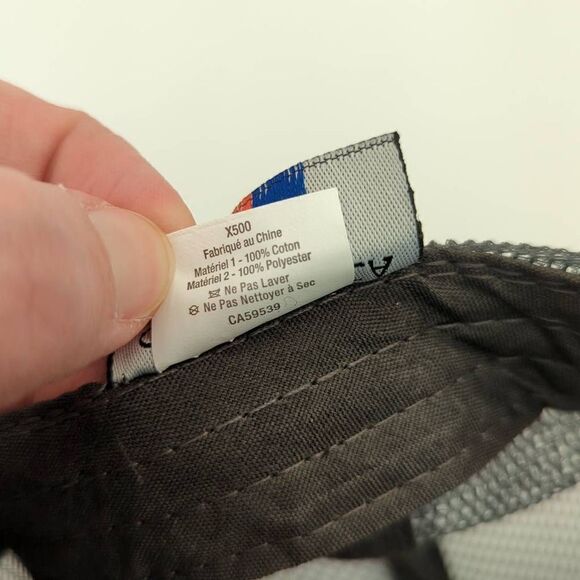 X500
Fabriqué au Chine
Matériel 1 - 100% Coton
Matériel 2 - 100% Polyester
Ne Pas Laver
Ne Pas Nettoyer à Sec
CA59539
A